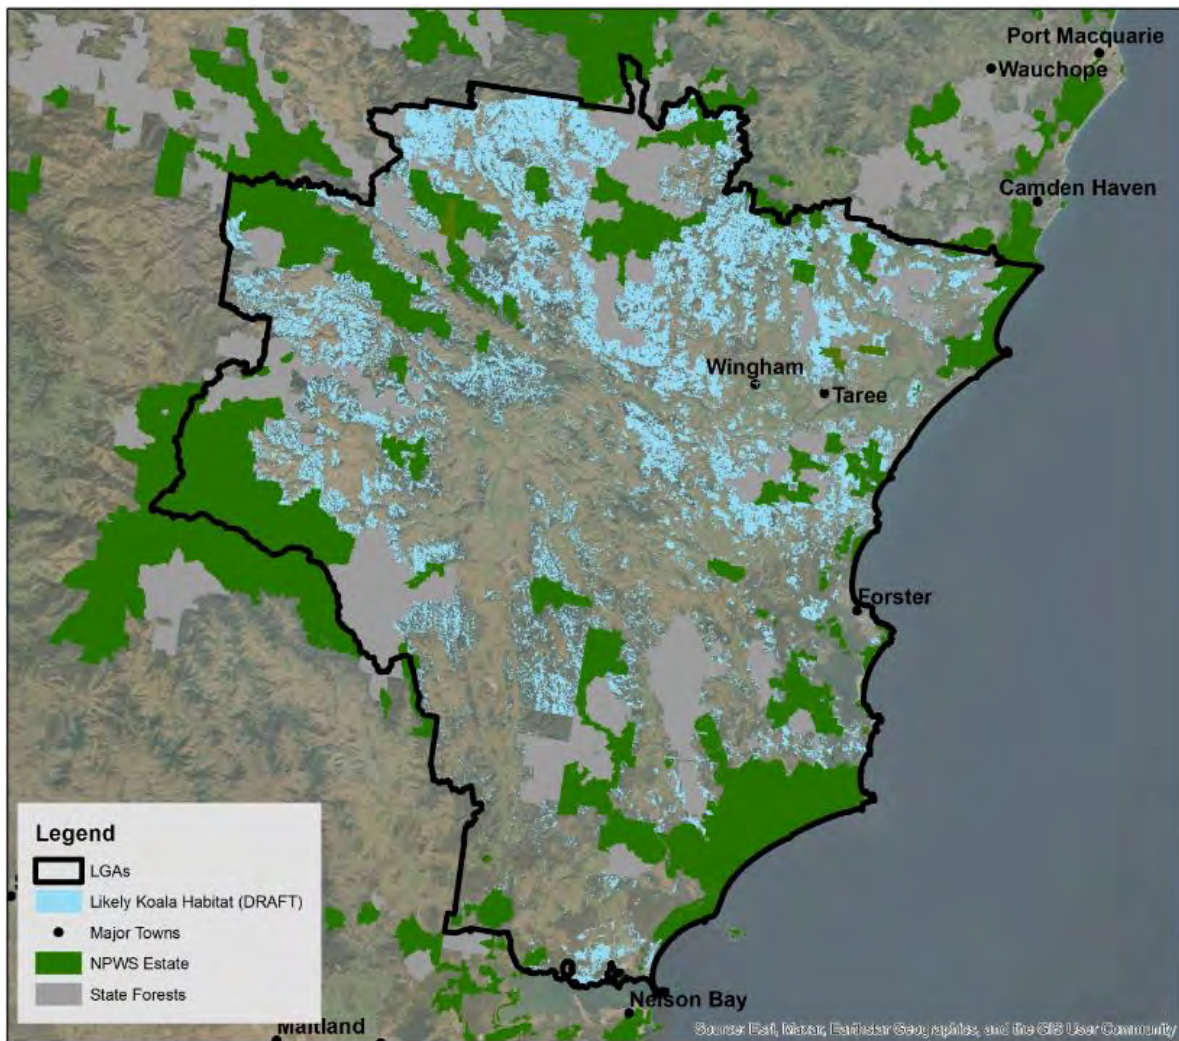 Port Macquarie
Wauchope
Camden Haven
Wingham
Taree
Forster
Legend
LGAs
Likely Koala Habitat (DRAFT)
Major Towns
NPWS Estate
State Forests
Nelson Bay
Maitland
Source: Esri, Maxar, Earthstar Geographics, and the GIS User Community